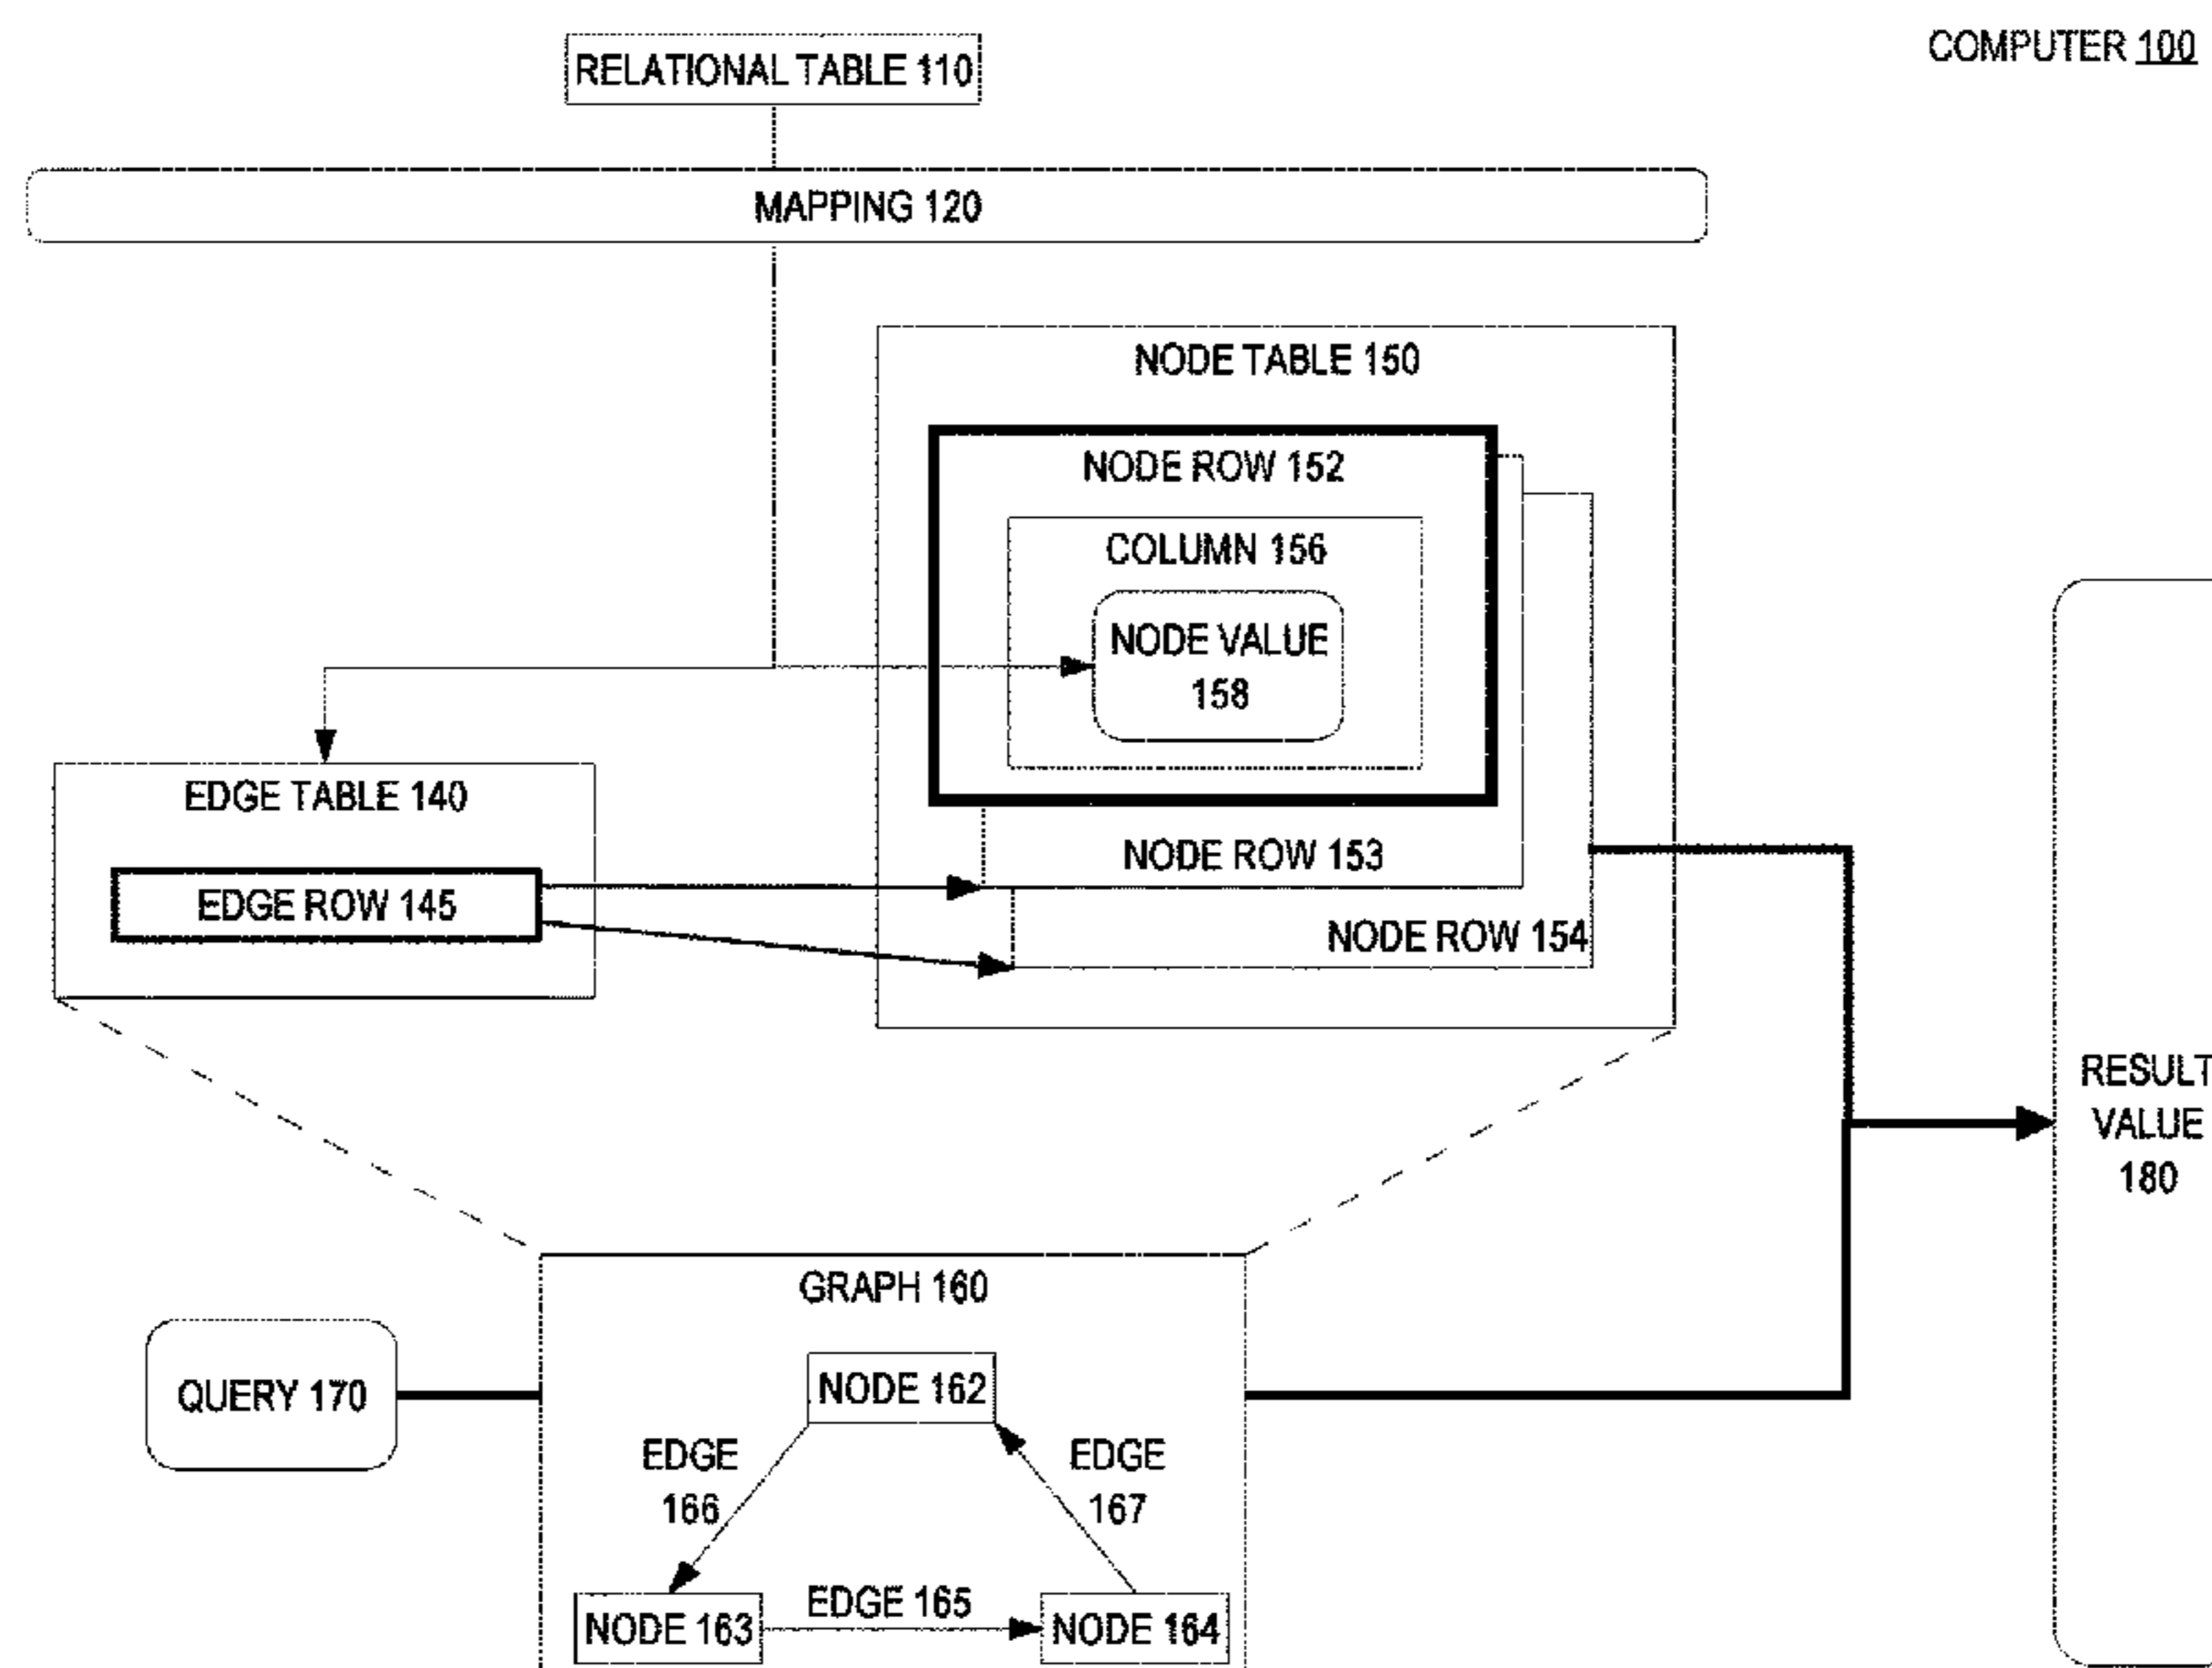 COMPUTER 100
RELATIONAL TABLE 110
MAPPING 120
NODE TABLE 150
NODE ROW 152
COLUMN 156
NODE VALUE
158
EDGE TABLE 140
EDGE ROW 145
NODE ROW 153
NODE ROW 154
RESULT
VALUE
180
GRAPH 160
QUERY 170
NODE 162
EDGE
166
EDGE
167
NODE 163
EDGE 165
NODE 164